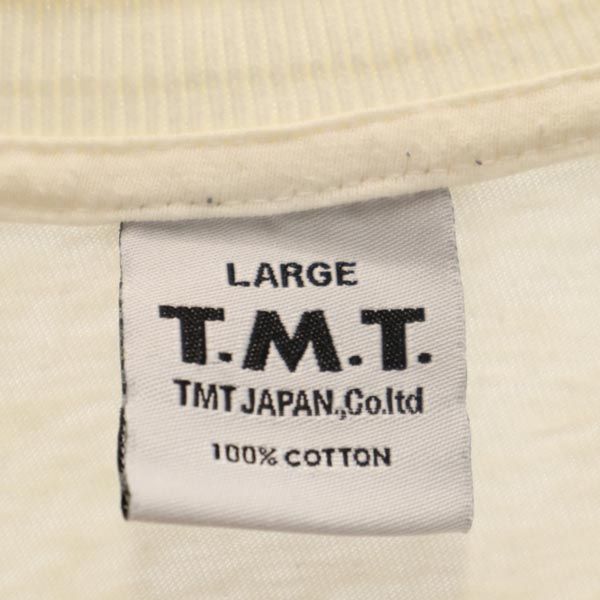 LARGE
T.M.T.
TMT JAPAN.,Co.ltd
100% COTTON